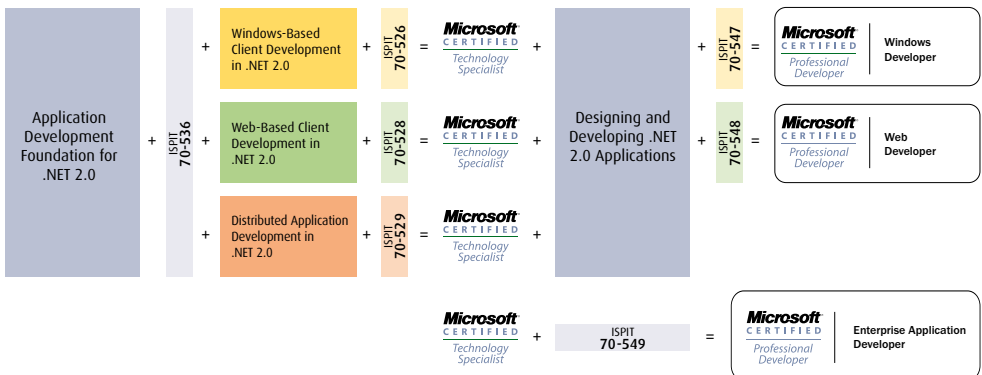 Application
Development
Foundation for
.NET 2.0
+
ISPIT
70-536
+
Windows-Based
Client Development
in .NET 2.0
+
ISPIT
70-526
=
Microsoft
CERTIFIED
Technology
Specialist
+
Designing and
Developing .NET
2.0 Applications
+
ISPIT
70-547
=
Microsoft
CERTIFIED
Professional
Developer
Windows
Developer
+
Web-Based Client
Development in
.NET 2.0
+
ISPIT
70-528
=
Microsoft
CERTIFIED
Technology
Specialist
+
+
ISPIT
70-548
=
Microsoft
CERTIFIED
Professional
Developer
Web
Developer
+
Distributed Application
Development in
.NET 2.0
+
ISPIT
70-529
=
Microsoft
CERTIFIED
Technology
Specialist
+
Microsoft
CERTIFIED
Technology
Specialist
+
ISPIT
70-549
=
Microsoft
CERTIFIED
Professional
Developer
Enterprise Application
Developer